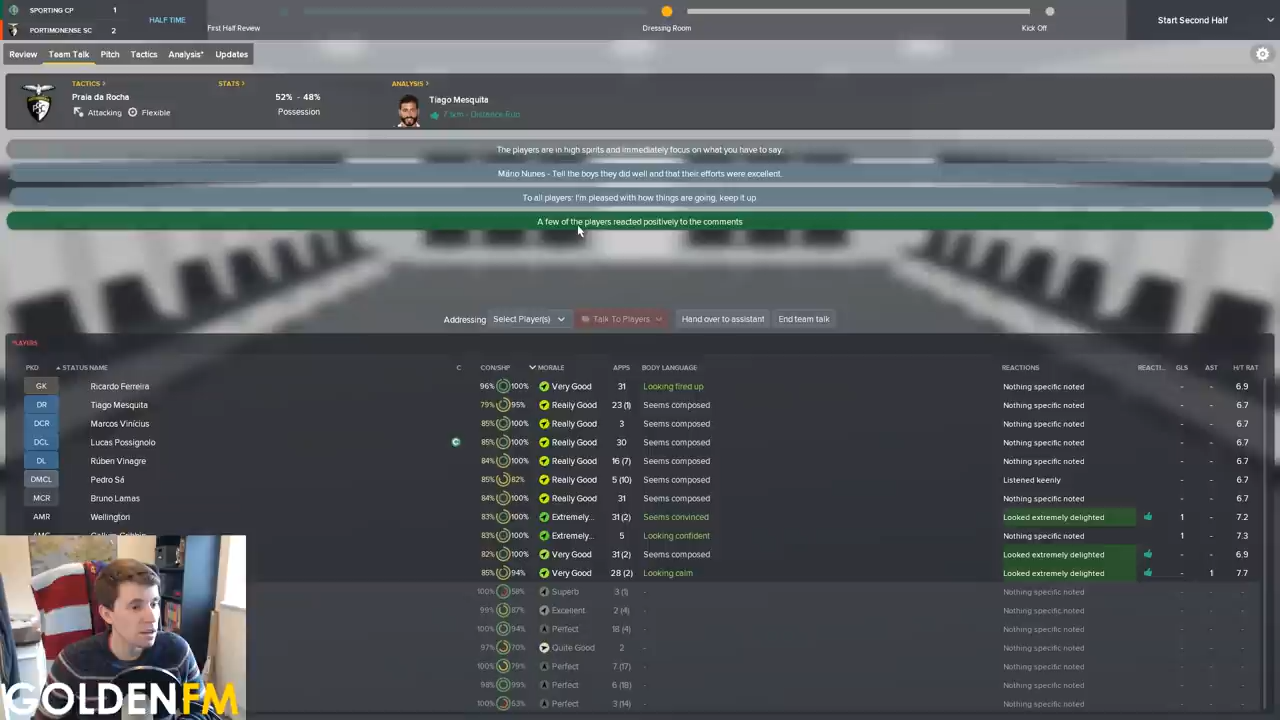 SPORTING CP 1
PORTIMONENSE SC 2
HALF TIME
First Half Review
Dressing Room
Kick Off
Start Second Half
Review Team Talk Pitch Tactics Analysis* Updates
TACTICS > STATS > ANALYSIS >
Praia da Rocha 52% - 48% Tiago Mesquita
Attacking Flexible Possession 7.5km - Distance Run
The players are in high spirits and immediately focus on what you have to say.
Mário Nunes - Tell the boys they did well and that their efforts were excellent.
To all players: I'm pleased with how things are going, keep it up
A few of the players reacted positively to the comments
Addressing Select Player(s) Talk To Players Hand over to assistant End team talk
PLAYERS
PKD STATUS NAME C CON/SHP MORALE APPS BODY LANGUAGE REACTIONS REACTI... GLS AST H/T RAT
GK Ricardo Ferreira 96% 100% Very Good 31 Looking fired up Nothing specific noted - - 6.9
DR Tiago Mesquita 79% 95% Really Good 23 (1) Seems composed Nothing specific noted - - 6.7
DCR Marcos Vinícius 85% 100% Really Good 3 Seems composed Nothing specific noted - - 6.7
DCL Lucas Possignolo C 85% 100% Really Good 30 Seems composed Nothing specific noted - - 6.7
DL Rúben Vinagre 84% 100% Really Good 16 (7) Seems composed Nothing specific noted - - 6.7
DMCL Pedro Sá 85% 82% Really Good 5 (10) Seems composed Listened keenly - - 6.7
MCR Bruno Lamas 84% 100% Really Good 31 Seems composed Nothing specific noted - - 6.7
AMR Wellington 83% 100% Extremely... 31 (2) Seems convinced Looked extremely delighted 1 - 7.2
83% 100% Extremely... 5 Looking confident Nothing specific noted 1 - 7.3
82% 100% Very Good 31 (2) Seems composed Looked extremely delighted - - 6.9
85% 94% Very Good 28 (2) Looking calm Looked extremely delighted - 1 7.7
100% 58% Superb 3 (1) - Nothing specific noted - - -
99% 87% Excellent 2 (4) - Nothing specific noted - - -
100% 94% Perfect 18 (4) - Nothing specific noted - - -
97% 70% Quite Good 2 - Nothing specific noted - - -
100% 79% Perfect 7 (17) - Nothing specific noted - - -
98% 99% Perfect 6 (18) - Nothing specific noted - - -
100% 63% Perfect 3 (14) - Nothing specific noted - - -
GOLDENFM